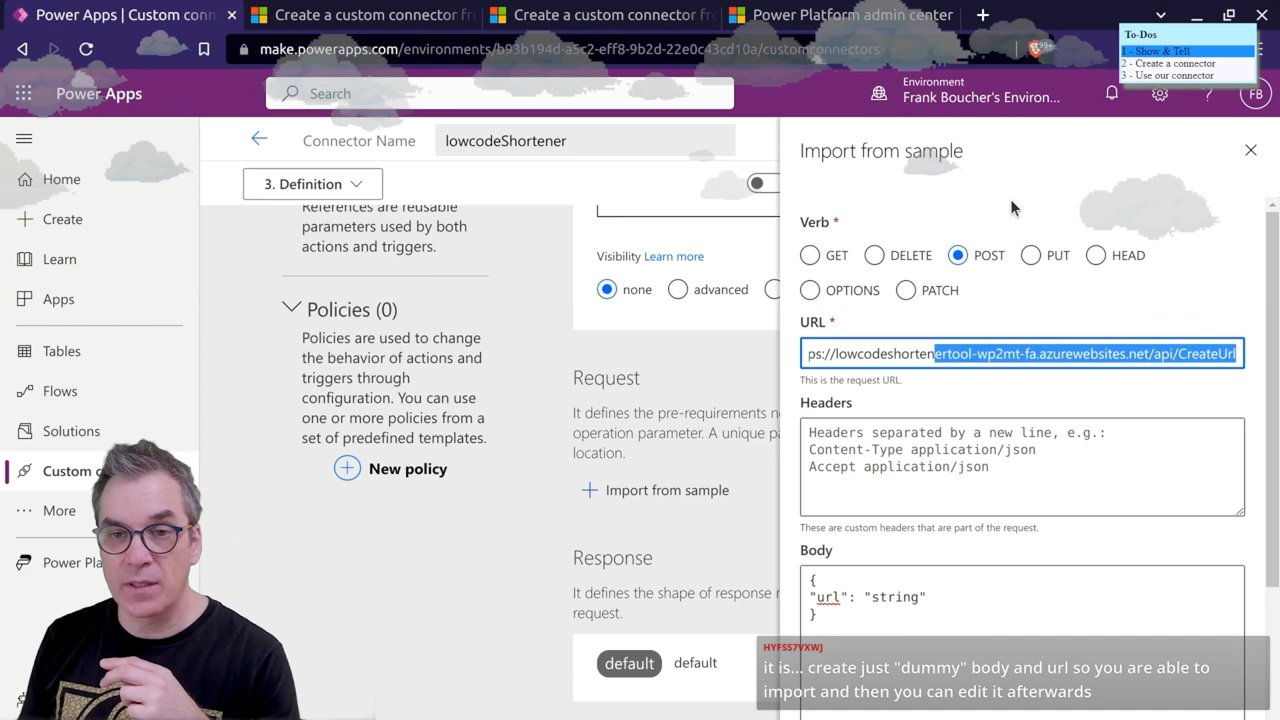 Power Apps | Custom conn
Create a custom connector fro
Create a custom connector fro
Power Platform admin center
make.powerapps.com/environments/b93b194d-a5c2-eff8-9b2d-22e0c43cd10a/customconnectors
99+
To-Dos
1 - Show & Tell
2 - Create a connector
3 - Use our connector
Power Apps
Search
Environment
Frank Boucher's Environ...
FB
Home
Create
Learn
Apps
Tables
Flows
Solutions
Custom c
More
Power Pla
Connector Name
lowcodeShortener
3. Definition
References are reusable
parameters used by both
actions and triggers.
Policies (0)
Policies are used to change
the behavior of actions and
triggers through
configuration. You can use
one or more policies from a
set of predefined templates.
New policy
Visibility Learn more
none
advanced
Request
It defines the pre-requirements n
operation parameter. A unique pa
location.
Import from sample
Response
It defines the shape of response r
request.
default
default
Import from sample
Verb *
GET
DELETE
POST
PUT
HEAD
OPTIONS
PATCH
URL *
ps://lowcodeshortenertool-wp2mt-fa.azurewebsites.net/api/CreateUrl
This is the request URL.
Headers
Headers separated by a new line, e.g.:
Content-Type application/json
Accept application/json
These are custom headers that are part of the request.
Body
{
"url": "string"
}
HYFSS7VXWJ
it is... create just "dummy" body and url so you are able to
import and then you can edit it afterwards